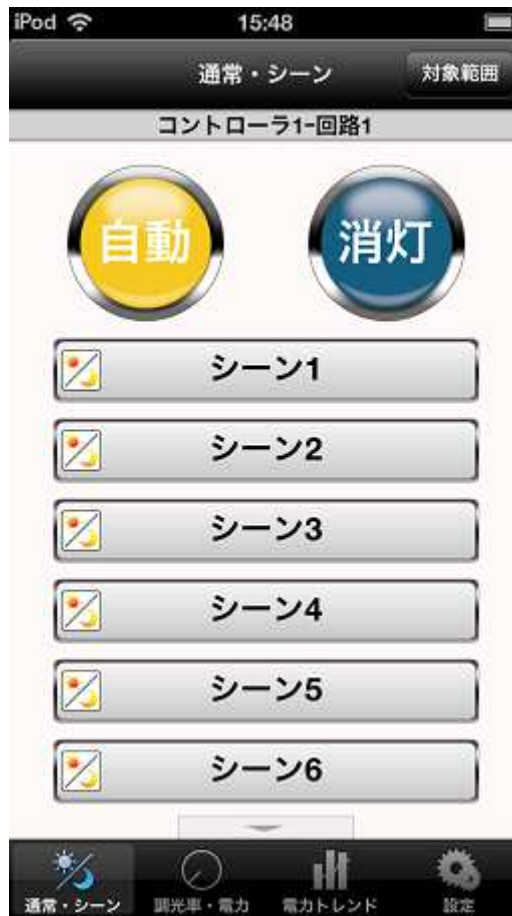 iPod 15:48
通常・シーン 対象範囲
コントローラ1-回路1
自動 消灯
シーン1
シーン2
シーン3
シーン4
シーン5
シーン6
通常・シーン 調光率・電力 電力トレンド 設定